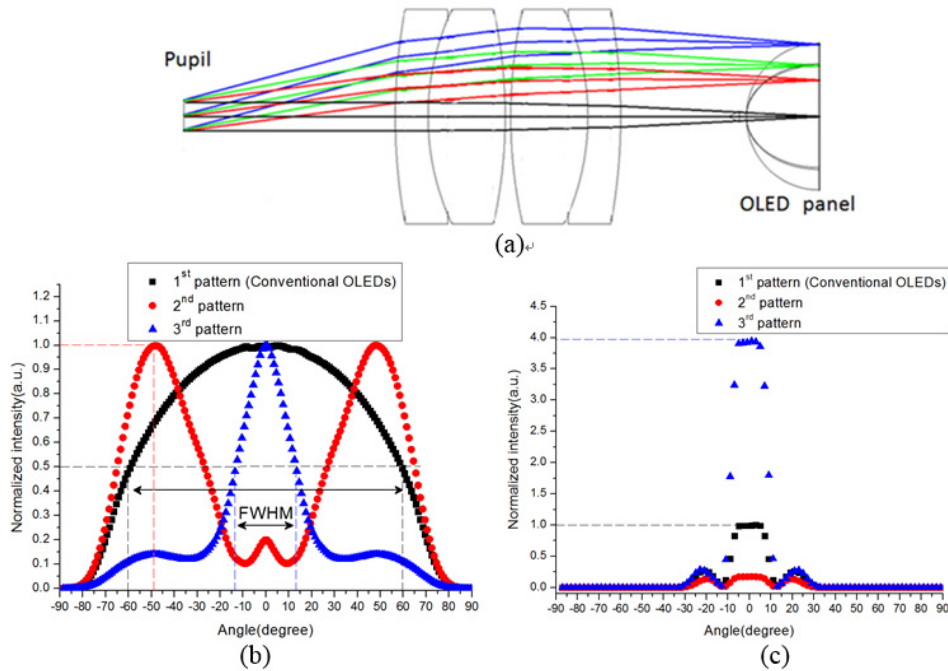 Pupil
OLED panel
(a)
1st pattern (Conventional OLEDs)
2nd pattern
3rd pattern
Normalized intensity(a.u.)
1.2
1.1
1.0
0.9
0.8
0.7
0.6
0.5
0.4
0.3
0.2
0.1
0.0
FWHM
-90 -80 -70 -60 -50 -40 -30 -20 -10 0 10 20 30 40 50 60 70 80 90
Angle(degree)
(b)
1st pattern (Conventional OLEDs)
2nd pattern
3rd pattern
Normalized intensity(a.u.)
4.5
4.0
3.5
3.0
2.5
2.0
1.5
1.0
0.5
0.0
-90 -80 -70 -60 -50 -40 -30 -20 -10 0 10 20 30 40 50 60 70 80 90
Angle(degree)
(c)